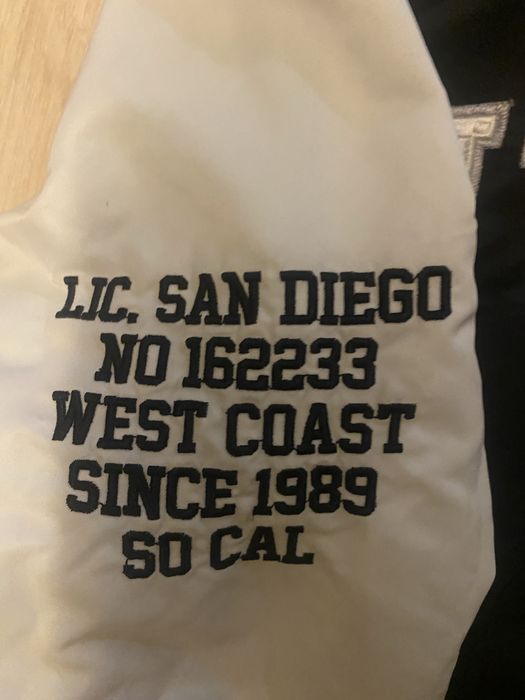 LIC. SAN DIEGO
NO 162233
WEST COAST
SINCE 1989
SO CAL